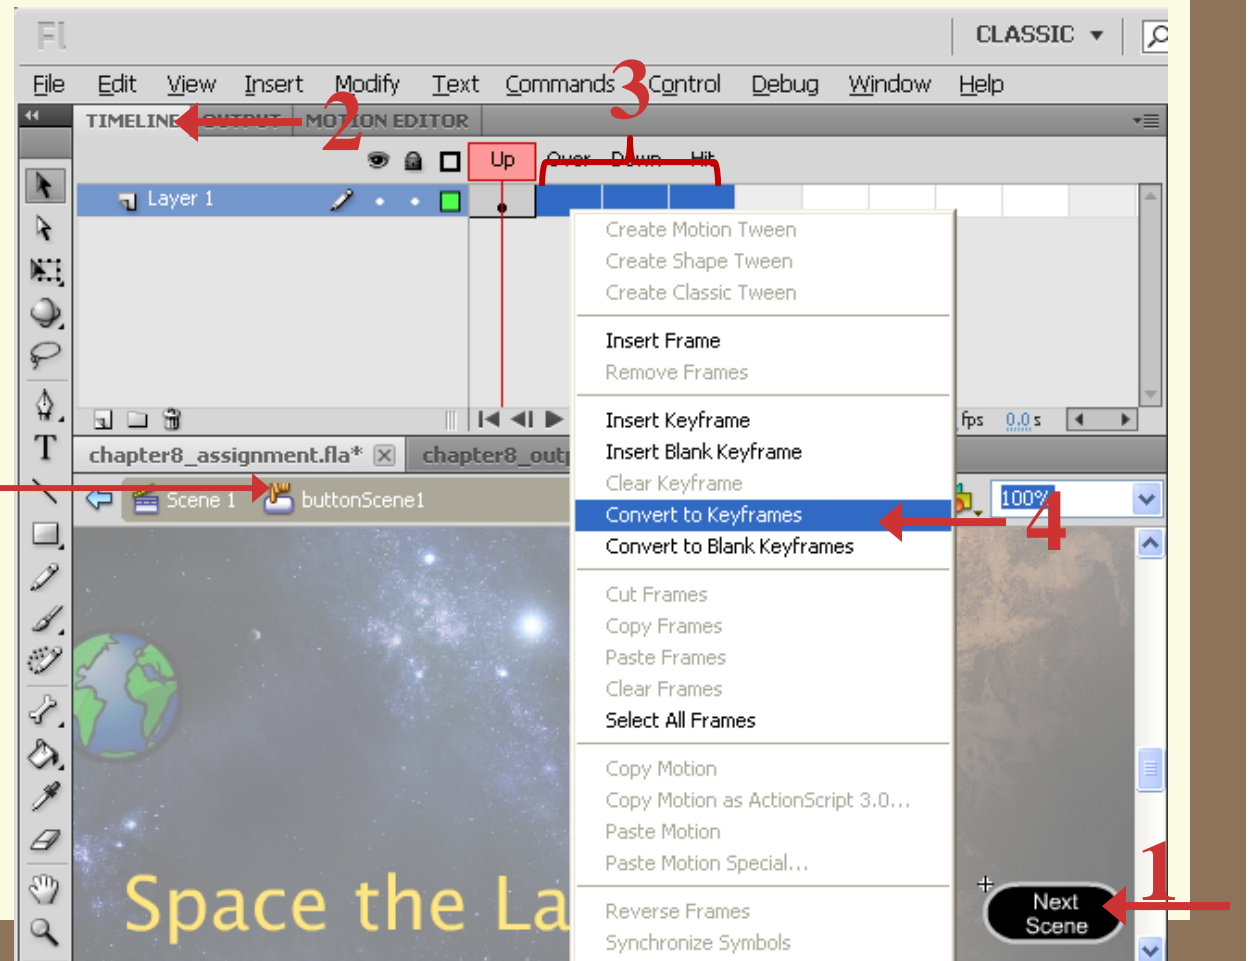 Fl CLASSIC
File Edit View Insert Modify Text Commands Control Debug Window Help
3
TIMELINE OUTPUT MOTION EDITOR
2
Up Over Down Hit
Layer 1
Create Motion Tween
Create Shape Tween
Create Classic Tween
Insert Frame
Remove Frames
Insert Keyframe
Insert Blank Keyframe
Clear Keyframe
Convert to Keyframes
Convert to Blank Keyframes
Cut Frames
Copy Frames
Paste Frames
Clear Frames
Select All Frames
Copy Motion
Copy Motion as ActionScript 3.0...
Paste Motion
Paste Motion Special...
Reverse Frames
Synchronize Symbols
fps 0.0 s
chapter8_assignment.fla* chapter8_outp
Scene 1 buttonScene1
100%
4
T
Space the La
1
Next
Scene